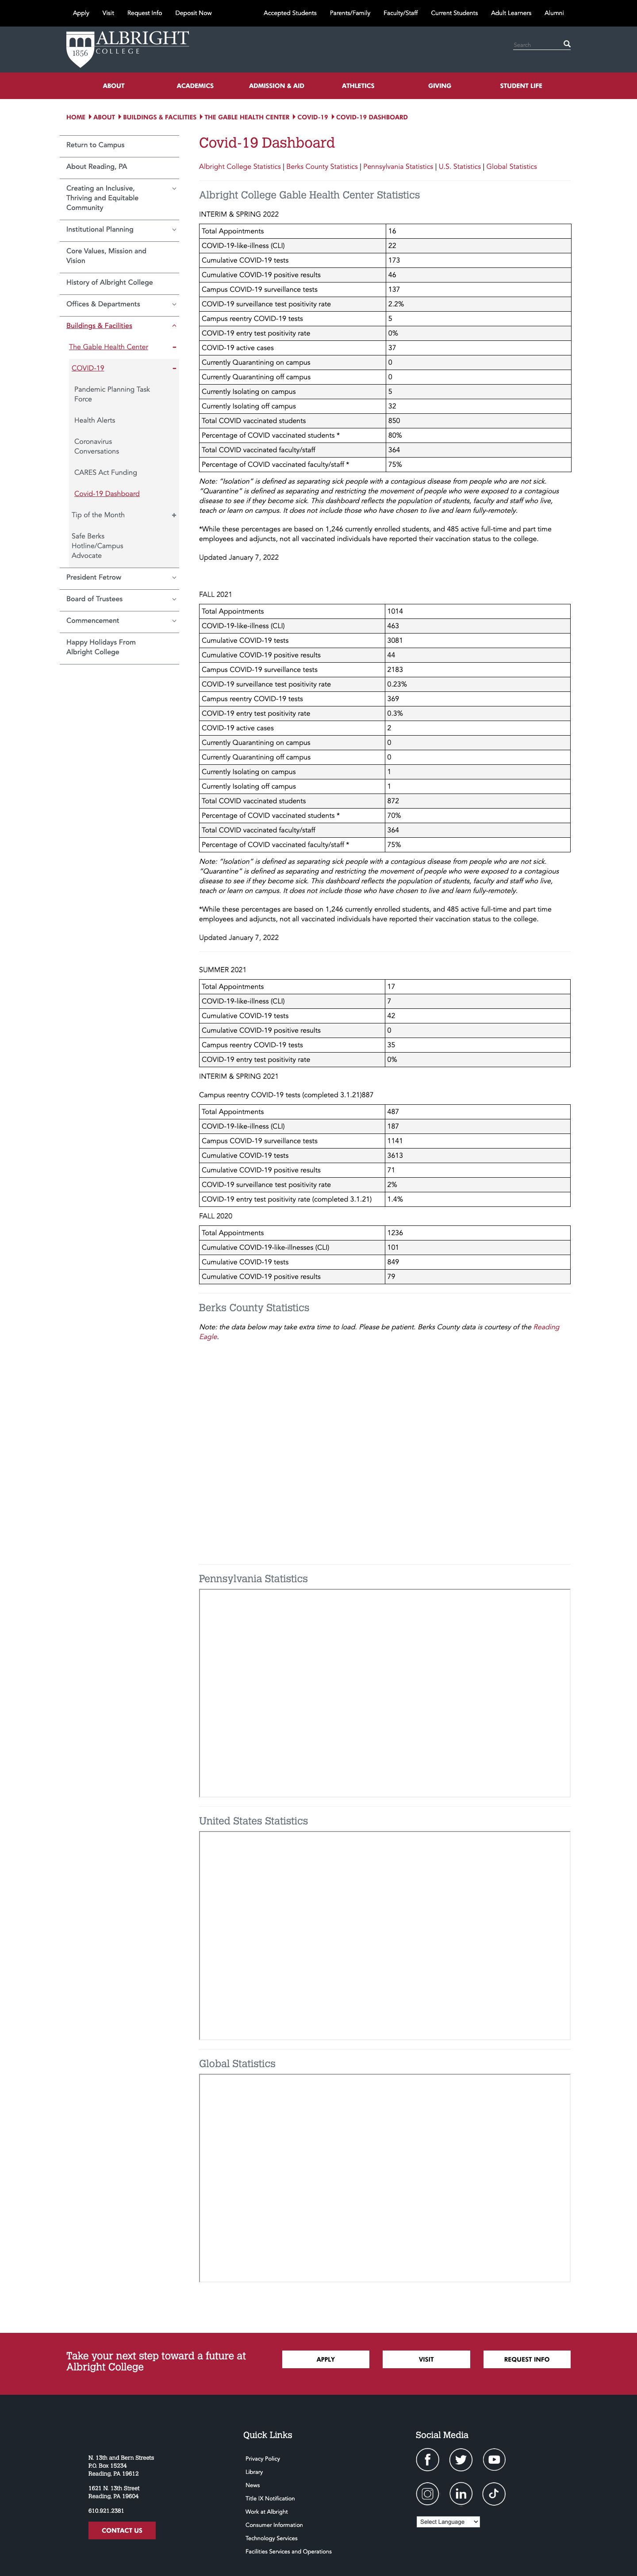 Apply Visit Request Info Deposit Now Accepted Students Parents/Family Faculty/Staff Current Students Adult Learners Alumni
ALBRIGHT
COLLEGE
1856
Search
ABOUT ACADEMICS ADMISSION & AID ATHLETICS GIVING STUDENT LIFE
HOME ABOUT BUILDINGS & FACILITIES THE GABLE HEALTH CENTER COVID-19 COVID-19 DASHBOARD
Return to Campus
About Reading, PA
Creating an Inclusive,
Thriving and Equitable
Community
Institutional Planning
Core Values, Mission and
Vision
History of Albright College
Offices & Departments
Buildings & Facilities
The Gable Health Center
COVID-19
Pandemic Planning Task
Force
Health Alerts
Coronavirus
Conversations
CARES Act Funding
Covid-19 Dashboard
Tip of the Month
Safe Berks
Hotline/Campus
Advocate
President Fetrow
Board of Trustees
Commencement
Happy Holidays From
Albright College
Covid-19 Dashboard
Albright College Statistics | Berks County Statistics | Pennsylvania Statistics | U.S. Statistics | Global Statistics
Albright College Gable Health Center Statistics
INTERIM & SPRING 2022
Total Appointments 16
COVID-19-like-illness (CLI) 22
Cumulative COVID-19 tests 173
Cumulative COVID-19 positive results 46
Campus COVID-19 surveillance tests 137
COVID-19 surveillance test positivity rate 2.2%
Campus reentry COVID-19 tests 5
COVID-19 entry test positivity rate 0%
COVID-19 active cases 37
Currently Quarantining on campus 0
Currently Quarantining off campus 0
Currently Isolating on campus 5
Currently Isolating off campus 32
Total COVID vaccinated students 850
Percentage of COVID vaccinated students * 80%
Total COVID vaccinated faculty/staff 364
Percentage of COVID vaccinated faculty/staff * 75%
Note: “Isolation” is defined as separating sick people with a contagious disease from people who are not sick.
“Quarantine” is defined as separating and restricting the movement of people who were exposed to a contagious
disease to see if they become sick. This dashboard reflects the population of students, faculty and staff who live,
teach or learn on campus. It does not include those who have chosen to live and learn fully-remotely.
*While these percentages are based on 1,246 currently enrolled students, and 485 active full-time and part time
employees and adjuncts, not all vaccinated individuals have reported their vaccination status to the college.
Updated January 7, 2022
FALL 2021
Total Appointments 1014
COVID-19-like-illness (CLI) 463
Cumulative COVID-19 tests 3081
Cumulative COVID-19 positive results 44
Campus COVID-19 surveillance tests 2183
COVID-19 surveillance test positivity rate 0.23%
Campus reentry COVID-19 tests 369
COVID-19 entry test positivity rate 0.3%
COVID-19 active cases 2
Currently Quarantining on campus 0
Currently Quarantining off campus 0
Currently Isolating on campus 1
Currently Isolating off campus 1
Total COVID vaccinated students 872
Percentage of COVID vaccinated students * 70%
Total COVID vaccinated faculty/staff 364
Percentage of COVID vaccinated faculty/staff * 75%
Note: “Isolation” is defined as separating sick people with a contagious disease from people who are not sick.
“Quarantine” is defined as separating and restricting the movement of people who were exposed to a contagious
disease to see if they become sick. This dashboard reflects the population of students, faculty and staff who live,
teach or learn on campus. It does not include those who have chosen to live and learn fully-remotely.
*While these percentages are based on 1,246 currently enrolled students, and 485 active full-time and part time
employees and adjuncts, not all vaccinated individuals have reported their vaccination status to the college.
Updated January 7, 2022
SUMMER 2021
Total Appointments 17
COVID-19-like-illness (CLI) 7
Cumulative COVID-19 tests 42
Cumulative COVID-19 positive results 0
Campus reentry COVID-19 tests 35
COVID-19 entry test positivity rate 0%
INTERIM & SPRING 2021
Campus reentry COVID-19 tests (completed 3.1.21)887
Total Appointments 487
COVID-19-like-illness (CLI) 187
Campus COVID-19 surveillance tests 1141
Cumulative COVID-19 tests 3613
Cumulative COVID-19 positive results 71
COVID-19 surveillance test positivity rate 2%
COVID-19 entry test positivity rate (completed 3.1.21) 1.4%
FALL 2020
Total Appointments 1236
Cumulative COVID-19-like-illnesses (CLI) 101
Cumulative COVID-19 tests 849
Cumulative COVID-19 positive results 79
Berks County Statistics
Note: the data below may take extra time to load. Please be patient. Berks County data is courtesy of the Reading
Eagle.
Pennsylvania Statistics
United States Statistics
Global Statistics
Take your next step toward a future at
Albright College
APPLY VISIT REQUEST INFO
N. 13th and Bern Streets
P.O. Box 15234
Reading, PA 19612
1621 N. 13th Street
Reading, PA 19604
610.921.2381
CONTACT US
Quick Links
Privacy Policy
Library
News
Title IX Notification
Work at Albright
Consumer Information
Technology Services
Facilities Services and Operations
Social Media
Select Language